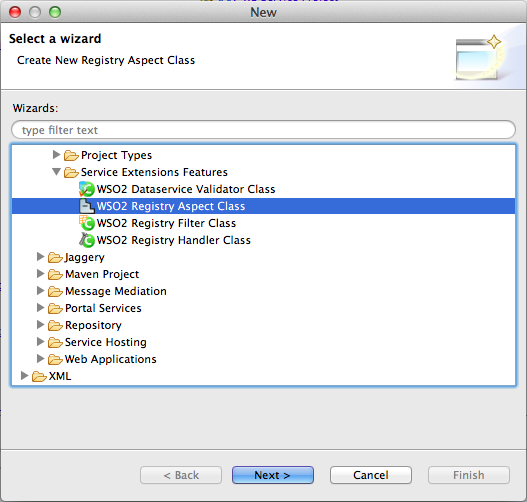 New
Select a wizard
Create New Registry Aspect Class
Wizards:
type filter text
Project Types
Service Extensions Features
WSO2 Dataservice Validator Class
WSO2 Registry Aspect Class
WSO2 Registry Filter Class
WSO2 Registry Handler Class
Jaggery
Maven Project
Message Mediation
Portal Services
Repository
Service Hosting
Web Applications
XML
< Back
Next >
Cancel
Finish